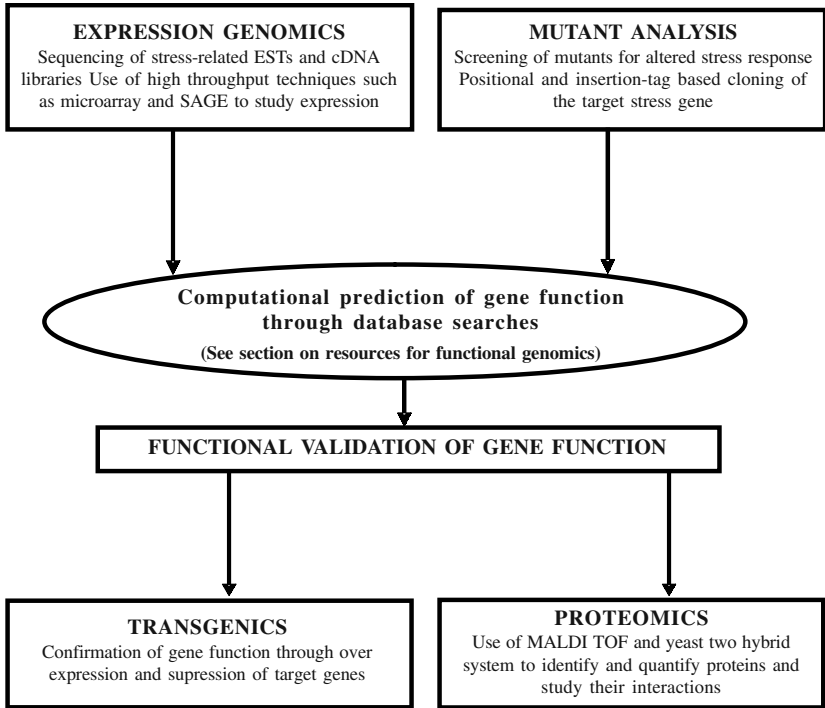 EXPRESSION GENOMICS
Sequencing of stress-related ESTs and cDNA
libraries Use of high throughput techniques such
as microarray and SAGE to study expression
MUTANT ANALYSIS
Screening of mutants for altered stress response
Positional and insertion-tag based cloning of
the target stress gene
Computational prediction of gene function
through database searches
(See section on resources for functional genomics)
FUNCTIONAL VALIDATION OF GENE FUNCTION
TRANSGENICS
Confirmation of gene function through over
expression and supression of target genes
PROTEOMICS
Use of MALDI TOF and yeast two hybrid
system to identify and quantify proteins and
study their interactions